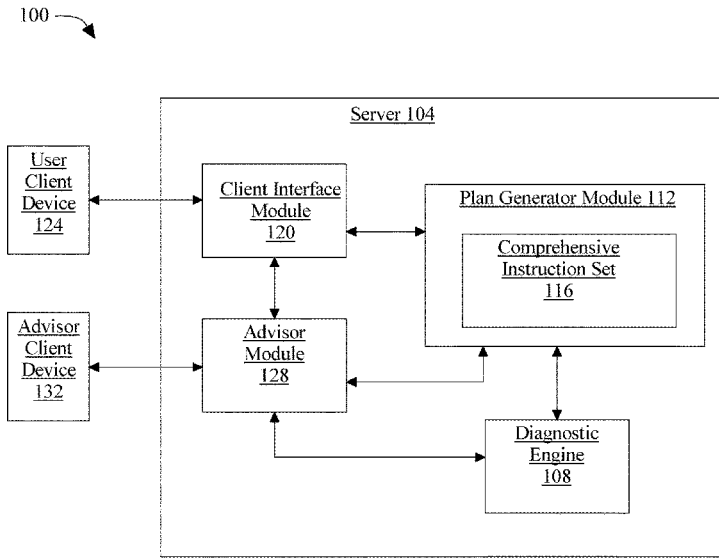 100
Server 104
User
Client
Device
124
Client Interface
Module
120
Plan Generator Module 112
Comprehensive
Instruction Set
116
Advisor
Client
Device
132
Advisor
Module
128
Diagnostic
Engine
108